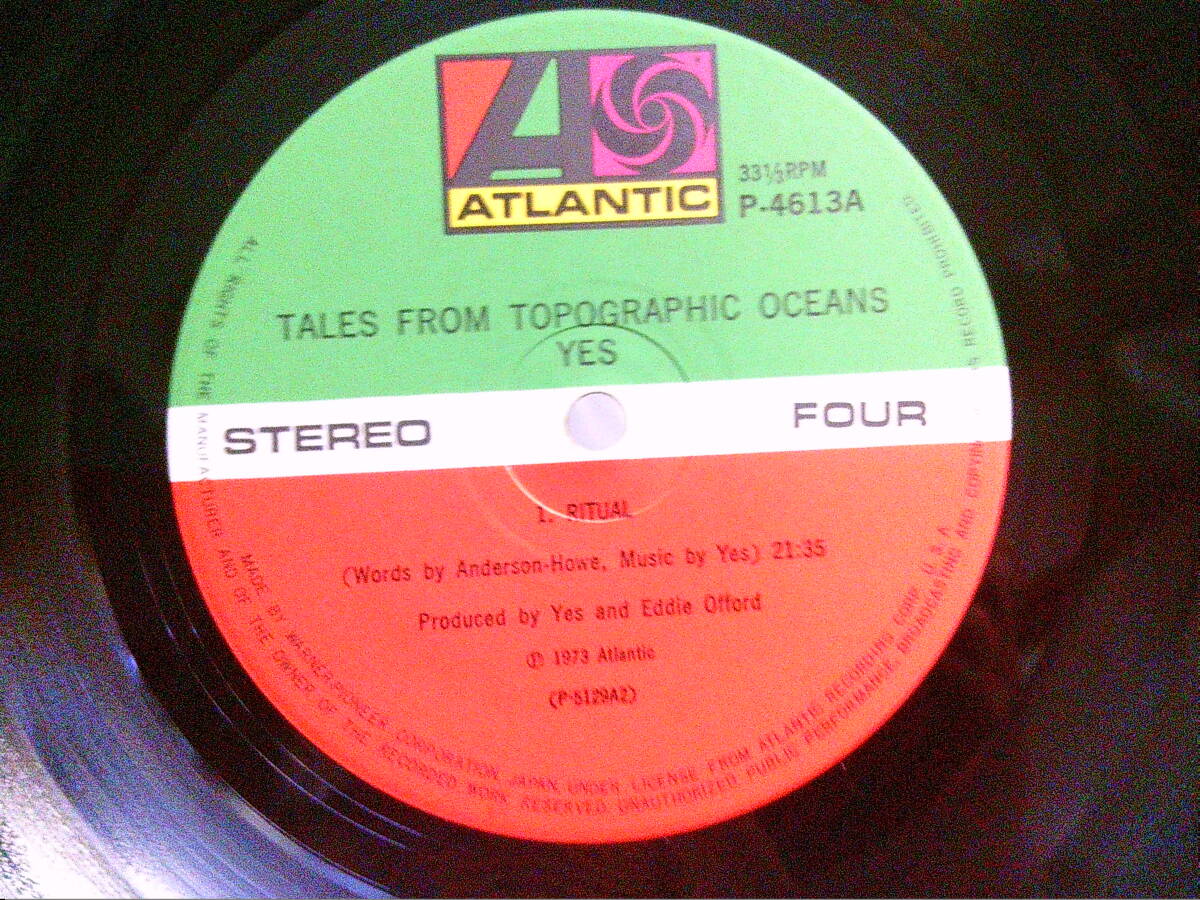 ATLANTIC
33⅓RPM
P-4613A
TALES FROM TOPOGRAPHIC OCEANS
YES
STEREO
FOUR
1. RITUAL
(Words by Anderson-Howe, Music by Yes) 21:35
Produced by Yes and Eddie Offord
Ⓟ 1973 Atlantic
(P-5129A2)
MADE BY WARNER-PIONEER CORPORATION, JAPAN, UNDER LICENSE FROM ATLANTIC RECORDING CORP. U.S.A
ALL RIGHTS OF THE MANUFACTURER AND OF THE OWNER OF THE RECORDED WORK RESERVED. UNAUTHORIZED PUBLIC PERFORMANCE, BROADCASTING AND RECORD PROHIBITED